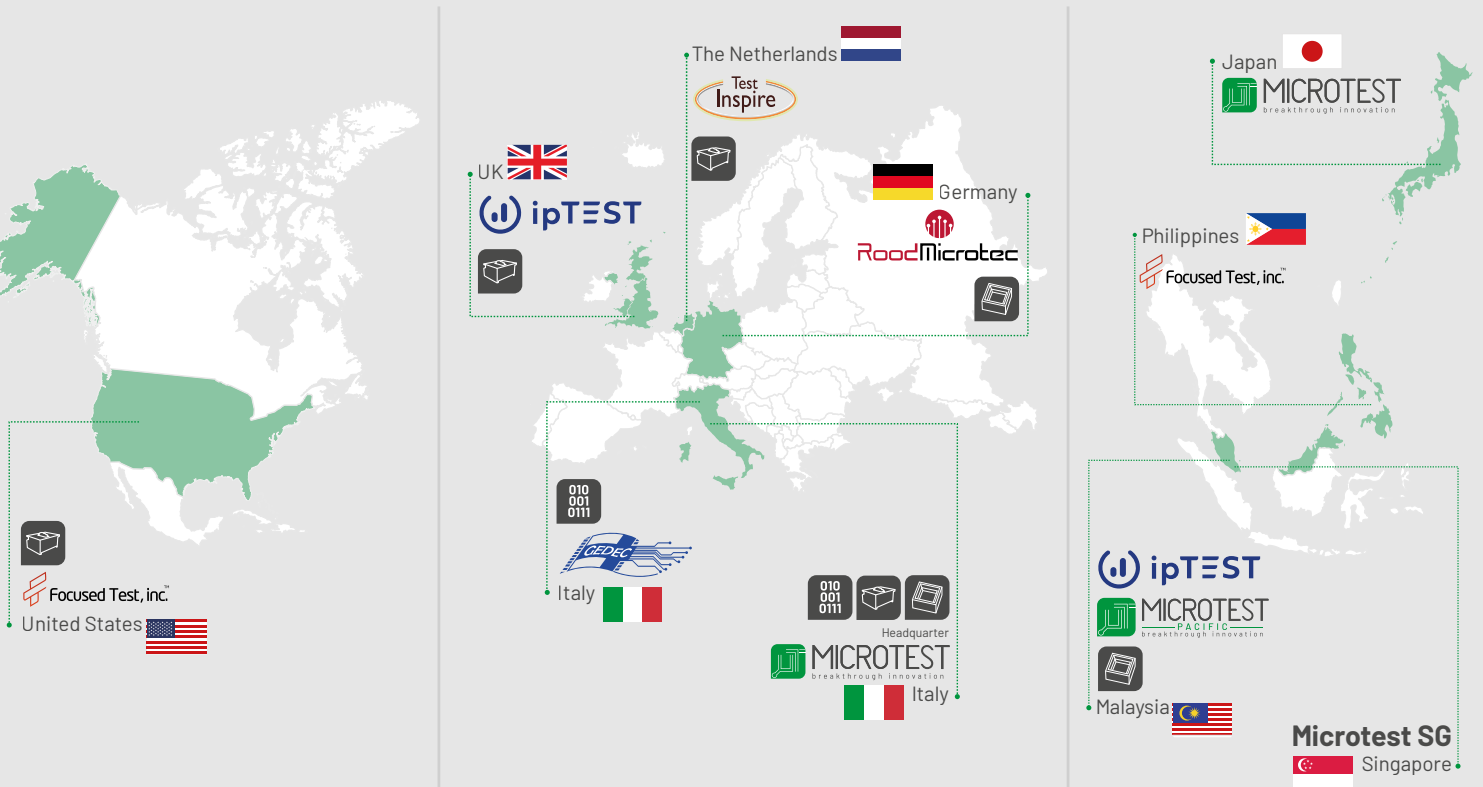 Focused Test, inc.™
United States
The Netherlands
Test
Inspire
UK
ipTEST
Germany
RoodMicrotec
010
001
0111
GEDEC
Italy
010
001
0111
Headquarter
MICROTEST
breakthrough innovation
Italy
Japan
MICROTEST
breakthrough innovation
Philippines
Focused Test, inc.™
ipTEST
MICROTEST
PACIFIC
breakthrough innovation
Malaysia
Microtest SG
Singapore